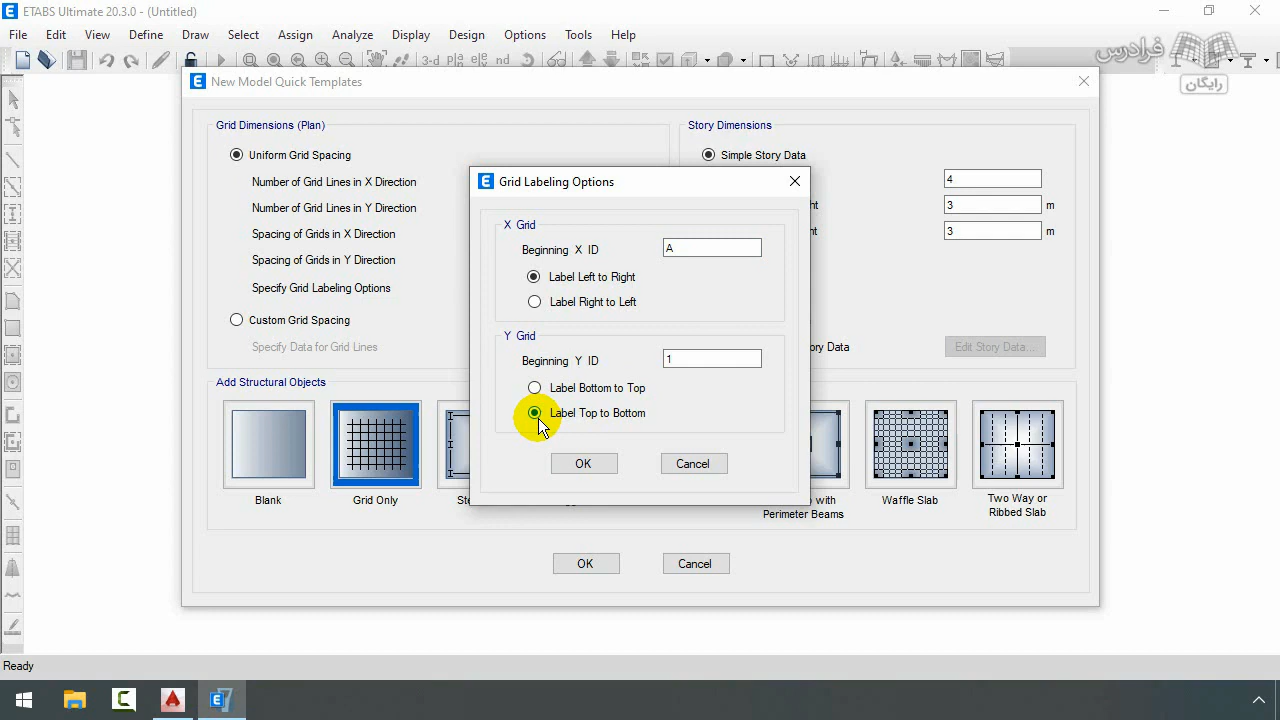 ETABS Ultimate 20.3.0 - (Untitled)
File Edit View Define Draw Select Assign Analyze Display Design Options Tools Help
3-d
فرادرس
رایگان
New Model Quick Templates
Grid Dimensions (Plan)
Uniform Grid Spacing
Number of Grid Lines in X Direction
Number of Grid Lines in Y Direction
Spacing of Grids in X Direction
Spacing of Grids in Y Direction
Specify Grid Labeling Options
Custom Grid Spacing
Specify Data for Grid Lines
Story Dimensions
Simple Story Data
4
ht 3 m
ht 3 m
ry Data Edit Story Data...
Grid Labeling Options
X Grid
Beginning X ID A
Label Left to Right
Label Right to Left
Y Grid
Beginning Y ID 1
Label Bottom to Top
Label Top to Bottom
OK Cancel
Add Structural Objects
Blank
Grid Only
Ste
with
Perimeter Beams
Waffle Slab
Two Way or
Ribbed Slab
OK Cancel
Ready